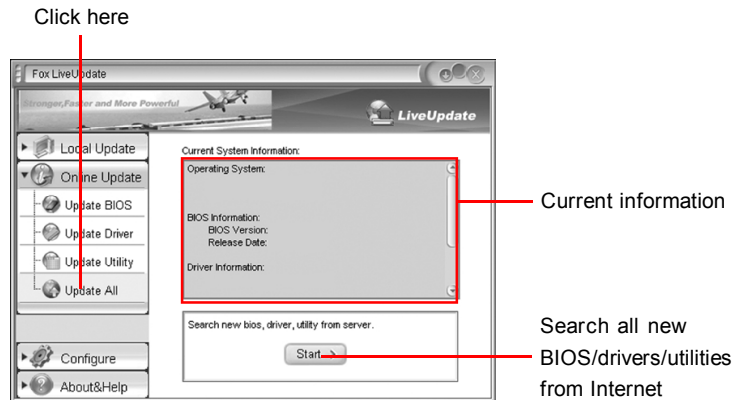 Click here
Fox LiveUpdate
Stronger,Faster and More Powerful
LiveUpdate
Local Update
Online Update
Update BIOS
Update Driver
Update Utility
Update All
Configure
About&Help
Current System Information:
Operating System:
BIOS Information:
BIOS Version:
Release Date:
Driver Information:
Search new bios, driver, utility from server.
Start
Current information
Search all new
BIOS/drivers/utilities
from Internet